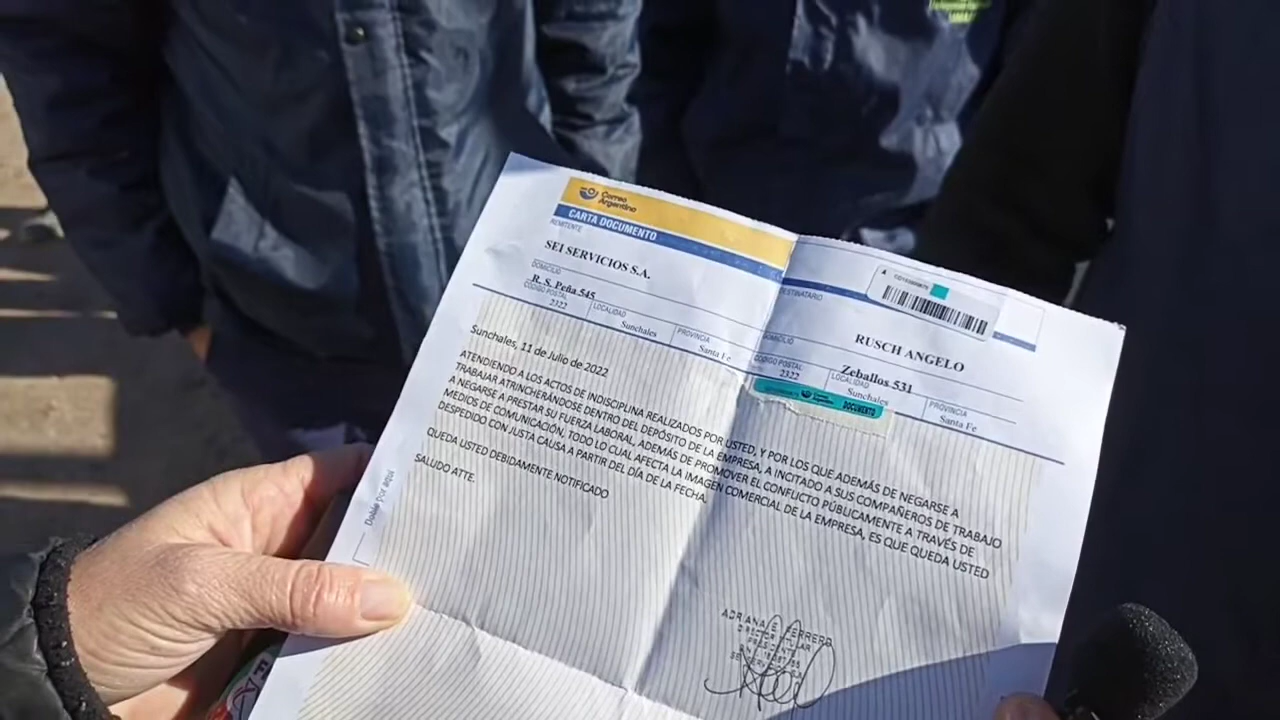 Correo
Argentino
CARTA DOCUMENTO
REMITENTE
SEI SERVICIOS S.A.
DOMICILIO
R. S. Peña 545
CÓDIGO POSTAL
2322
LOCALIDAD
Sunchales
PROVINCIA
Santa Fe
DESTINATARIO
RUSCH ANGELO
DOMICILIO
Zeballos 531
CÓDIGO POSTAL
2322
LOCALIDAD
Sunchales
PROVINCIA
Santa Fe
DOCUMENTO
Sunchales, 11 de Julio de 2022
ATENDIENDO A LOS ACTOS DE INDISCIPLINA REALIZADOS POR USTED, Y POR LOS QUE ADEMÁS DE NEGARSE A
TRABAJAR ATRINCHERÁNDOSE DENTRO DEL DEPÓSITO DE LA EMPRESA, A INCITADO A SUS COMPAÑEROS DE TRABAJO
A NEGARSE A PRESTAR SU FUERZA LABORAL, ADEMÁS DE PROMOVER EL CONFLICTO PÚBLICAMENTE A TRAVÉS DE
MEDIOS DE COMUNICACIÓN, TODO LO CUAL AFECTA LA IMAGEN COMERCIAL DE LA EMPRESA, ES QUE QUEDA USTED
DESPEDIDO CON JUSTA CAUSA A PARTIR DEL DÍA DE LA FECHA.
QUEDA USTED DEBIDAMENTE NOTIFICADO
SALUDO ATTE.
Doble por aquí
ADRIANA E. FERRERO
DIRECTOR TITULAR
PRESIDENTE